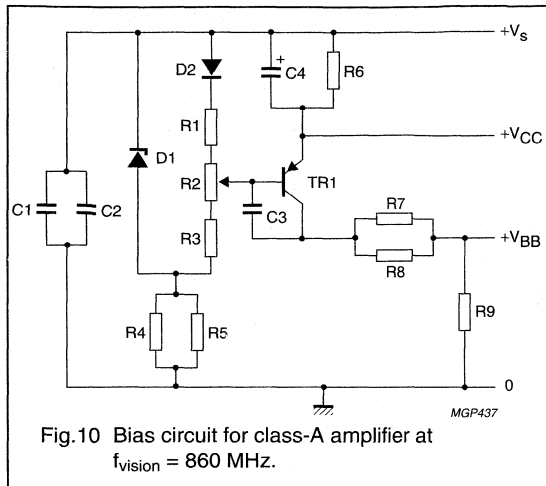 +Vs
D2
+
C4
R6
R1
+VCC
D1
TR1
R2
C1
C2
C3
R7
R3
+VBB
R8
R4
R5
R9
0
MGP437
Fig.10 Bias circuit for class-A amplifier at
fvision = 860 MHz.